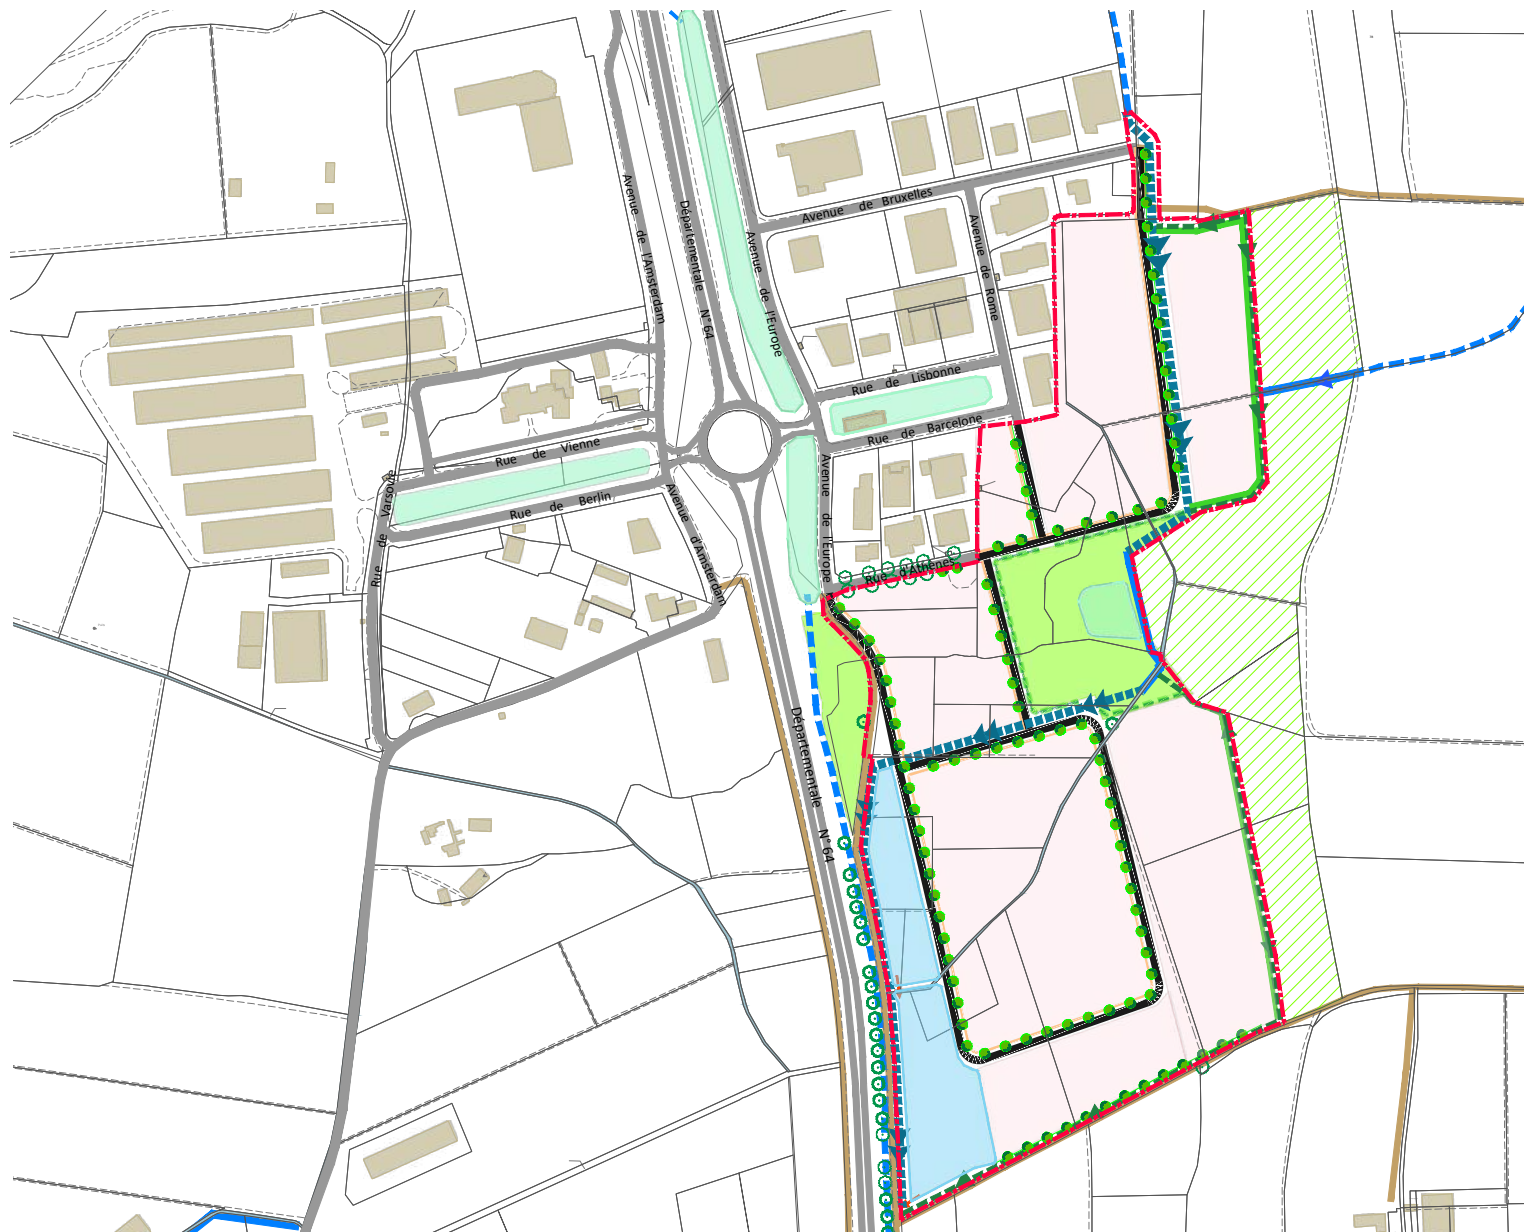 Avenue de Bruxelles
Avenue de l'Amsterdam
Départementale N° 64
Avenue de l'Europe
Avenue de Rome
Rue de Lisbonne
Rue de Barcelone
Rue de Vienne
Rue de Berlin
Rue de Varsovie
Avenue d'Amsterdam
Avenue de l'Europe
Rue d'Athènes
Départementale N° 64